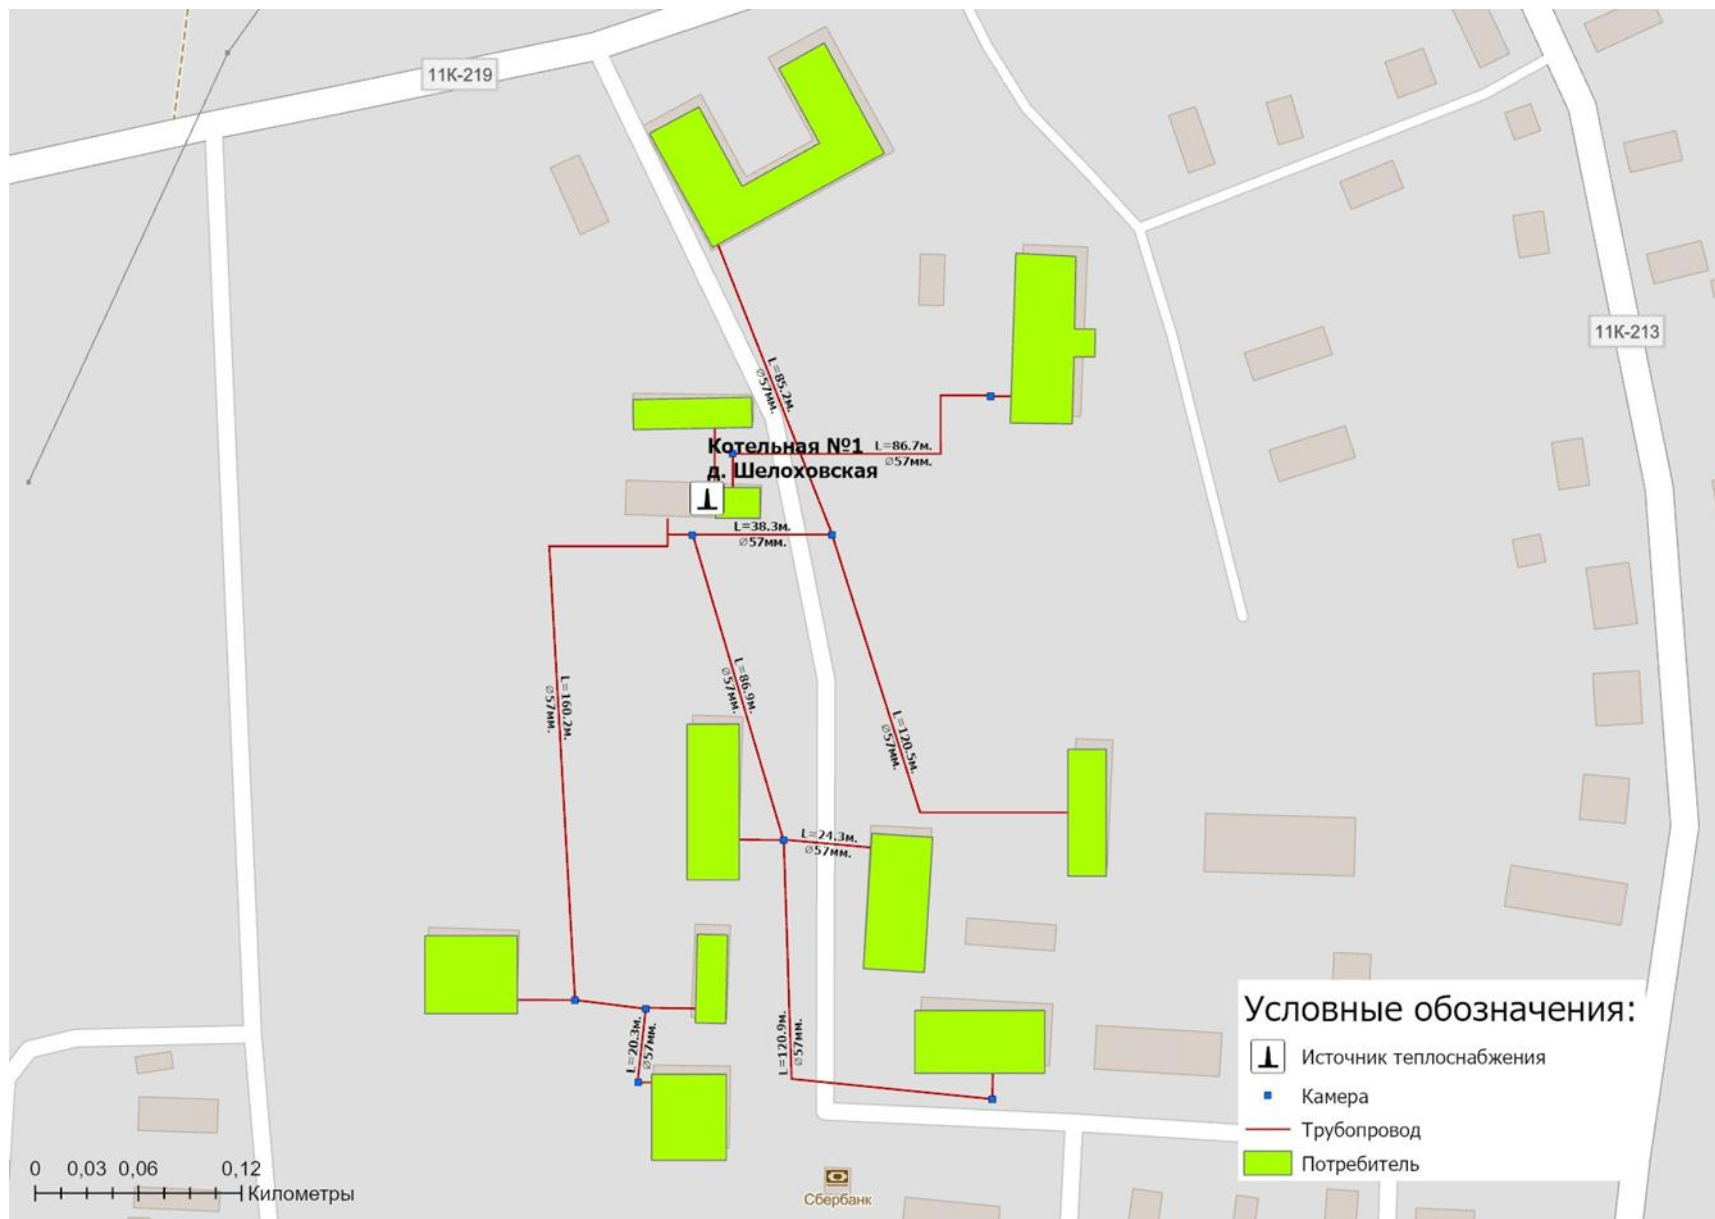 11К-219
11К-213
L=85.2м.
∅57мм.
Котельная №1
д. Шелоховская
L=86.7м.
∅57мм.
L=38.3м.
∅57мм.
L=160.2м.
∅57мм.
L=86.9м.
∅57мм.
L=120.5м.
∅57мм.
L=24.3м.
∅57мм.
L=20.3м.
∅57мм.
L=120.9м.
∅57мм.
Условные обозначения:
Источник теплоснабжения
Камера
Трубопровод
Потребитель
0 0,03 0,06 0,12
Километры
Сбербанк